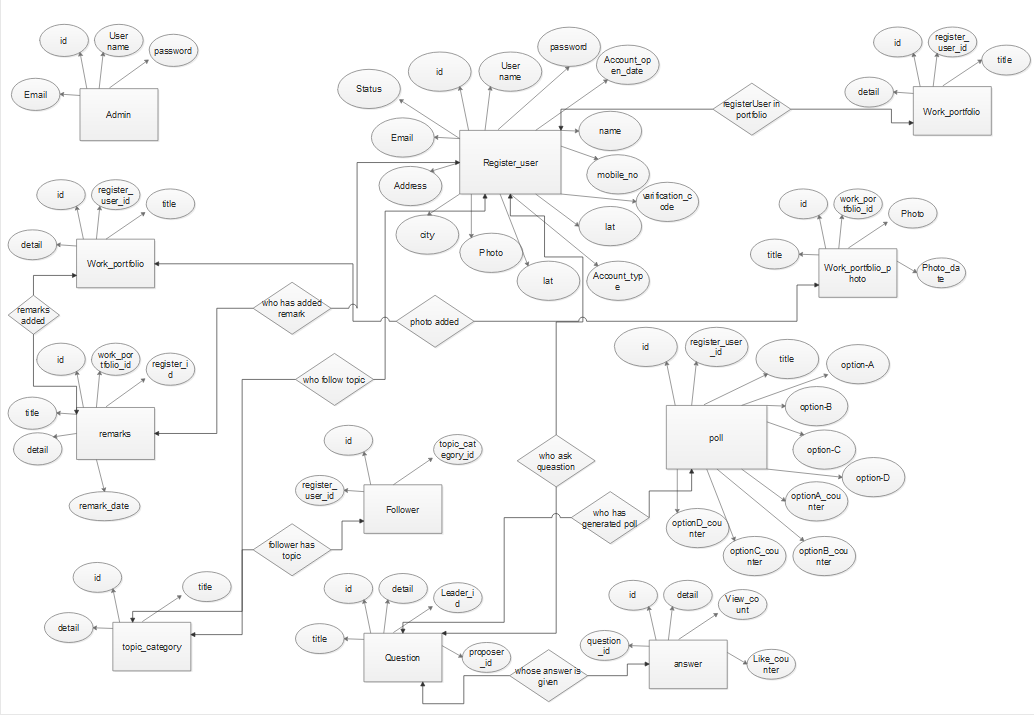 id
User
name
password
Email
Admin
Status
id
User
name
password
Account_op
en_date
Email
Register_user
name
mobile_no
Address
varification_c
ode
city
Photo
lat
lat
Account_typ
e
registerUser in
portfolio
id
register_
user_id
title
detail
Work_portfolio
id
register_
user_id
title
detail
Work_portfolio
id
work_por
tfolio_id
Photo
title
Work_portfolio_p
hoto
Photo_da
te
remarks
added
who has added
remark
photo added
id
work_por
tfolio_id
register_i
d
title
remarks
detail
remark_date
who follow topic
id
register_user
_id
title
option-A
option-B
poll
option-C
option-D
optionA_cou
nter
optionD_cou
nter
optionC_cou
nter
optionB_cou
nter
who ask
queastion
who has
generated poll
id
topic_cat
egory_id
register_
user_id
Follower
follower has
topic
id
title
detail
topic_category
id
detail
Leader_i
d
title
Question
proposer
_id
whose answer is
given
id
detail
View_co
unt
question
_id
answer
Like_cou
nter